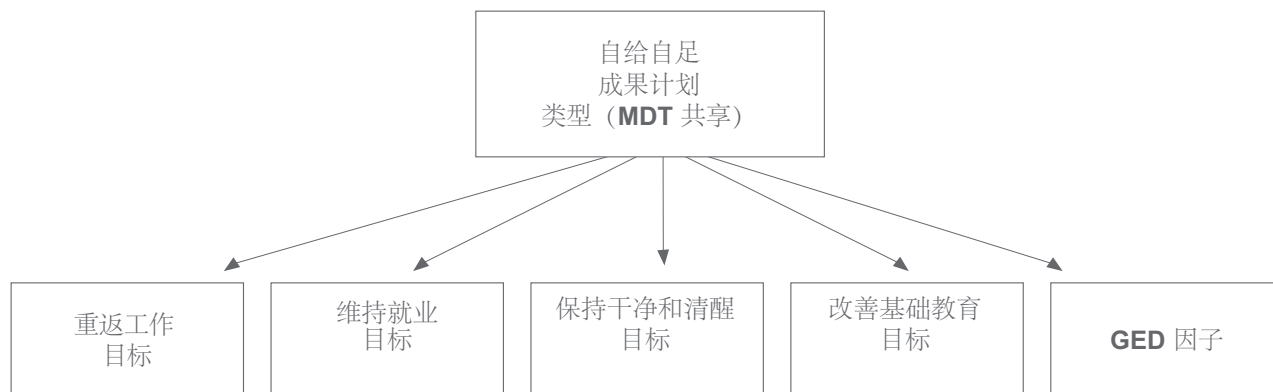 自给自足
成果计划
类型（MDT 共享）
重返工作
目标
维持就业
目标
保持干净和清醒
目标
改善基础教育
目标
GED 因子